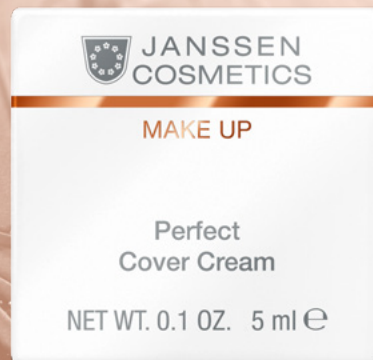 JANSSEN
COSMETICS
MAKE UP
Perfect
Cover Cream
NET WT. 0.1 OZ. 5 ml ℮